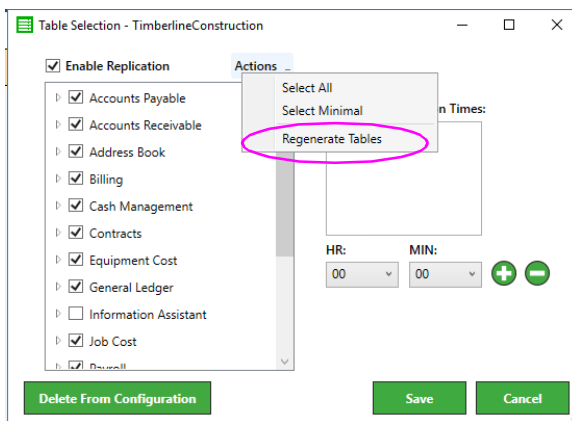 Table Selection - TimberlineConstruction
Enable Replication
Actions
Select All
Select Minimal
Regenerate Tables
n Times:
Accounts Payable
Accounts Receivable
Address Book
Billing
Cash Management
Contracts
Equipment Cost
General Ledger
Information Assistant
Job Cost
Payroll
HR: MIN:
00 00
Delete From Configuration
Save
Cancel